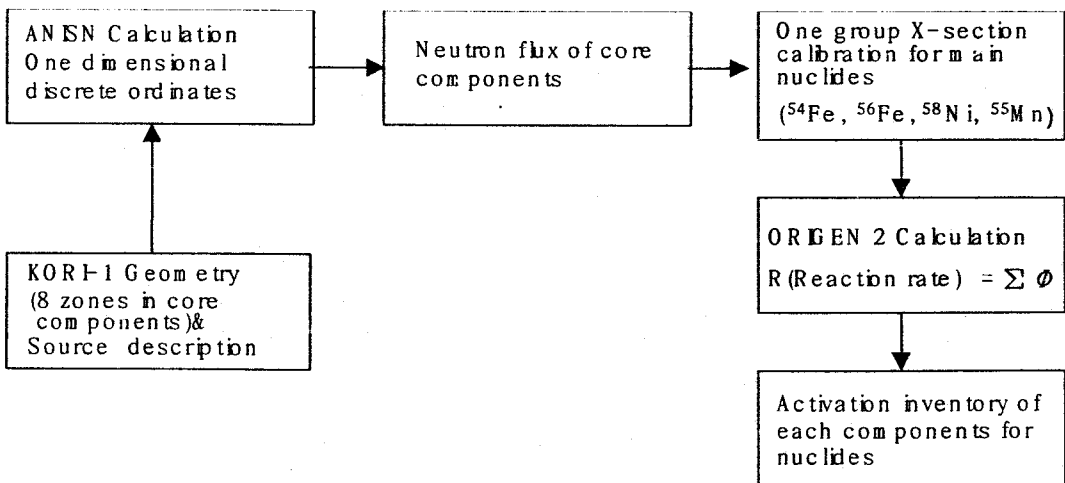 ANISN Calculation
One dimensional
discrete ordinates
Neutron flux of core
components
One group X-section
calibration for main
nuclides
(⁵⁴Fe, ⁵⁶Fe, ⁵⁸Ni, ⁵⁵Mn)
KORI-1 Geometry
(8 zones in core
components)&
Source description
ORIGEN 2 Calculation
R(Reaction rate) = Σ Φ
Activation inventory of
each components for
nuclides